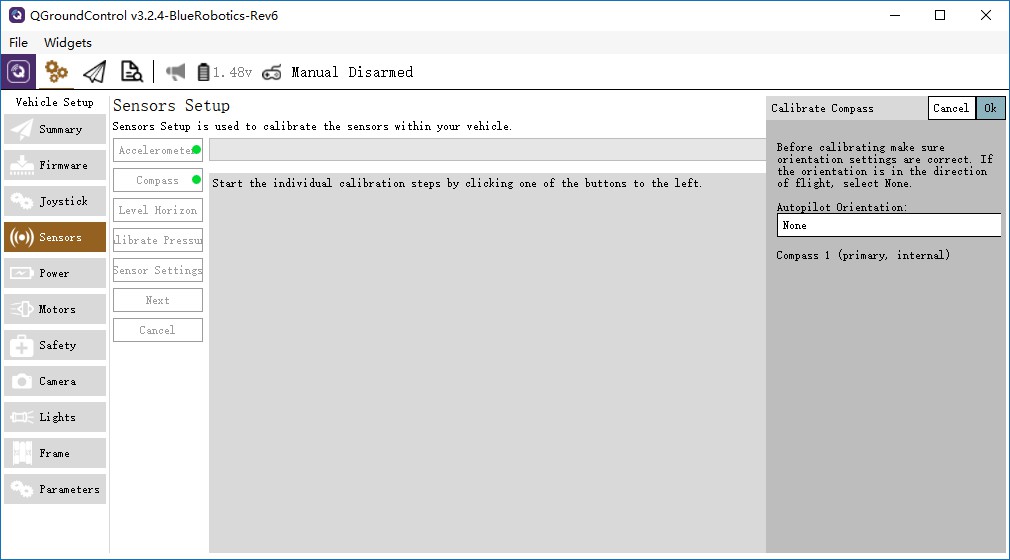 QGroundControl v3.2.4-BlueRobotics-Rev6
File Widgets
1.48v Manual Disarmed
Vehicle Setup
Summary
Firmware
Joystick
Sensors
Power
Motors
Safety
Camera
Lights
Frame
Parameters
Sensors Setup
Sensors Setup is used to calibrate the sensors within your vehicle.
Accelerometer
Compass
Level Horizon
alibrate Pressur
Sensor Settings
Next
Cancel
Start the individual calibration steps by clicking one of the buttons to the left.
Calibrate Compass
Cancel
Ok
Before calibrating make sure
orientation settings are correct. If
the orientation is in the direction
of flight, select None.
Autopilot Orientation:
None
Compass 1 (primary, internal)